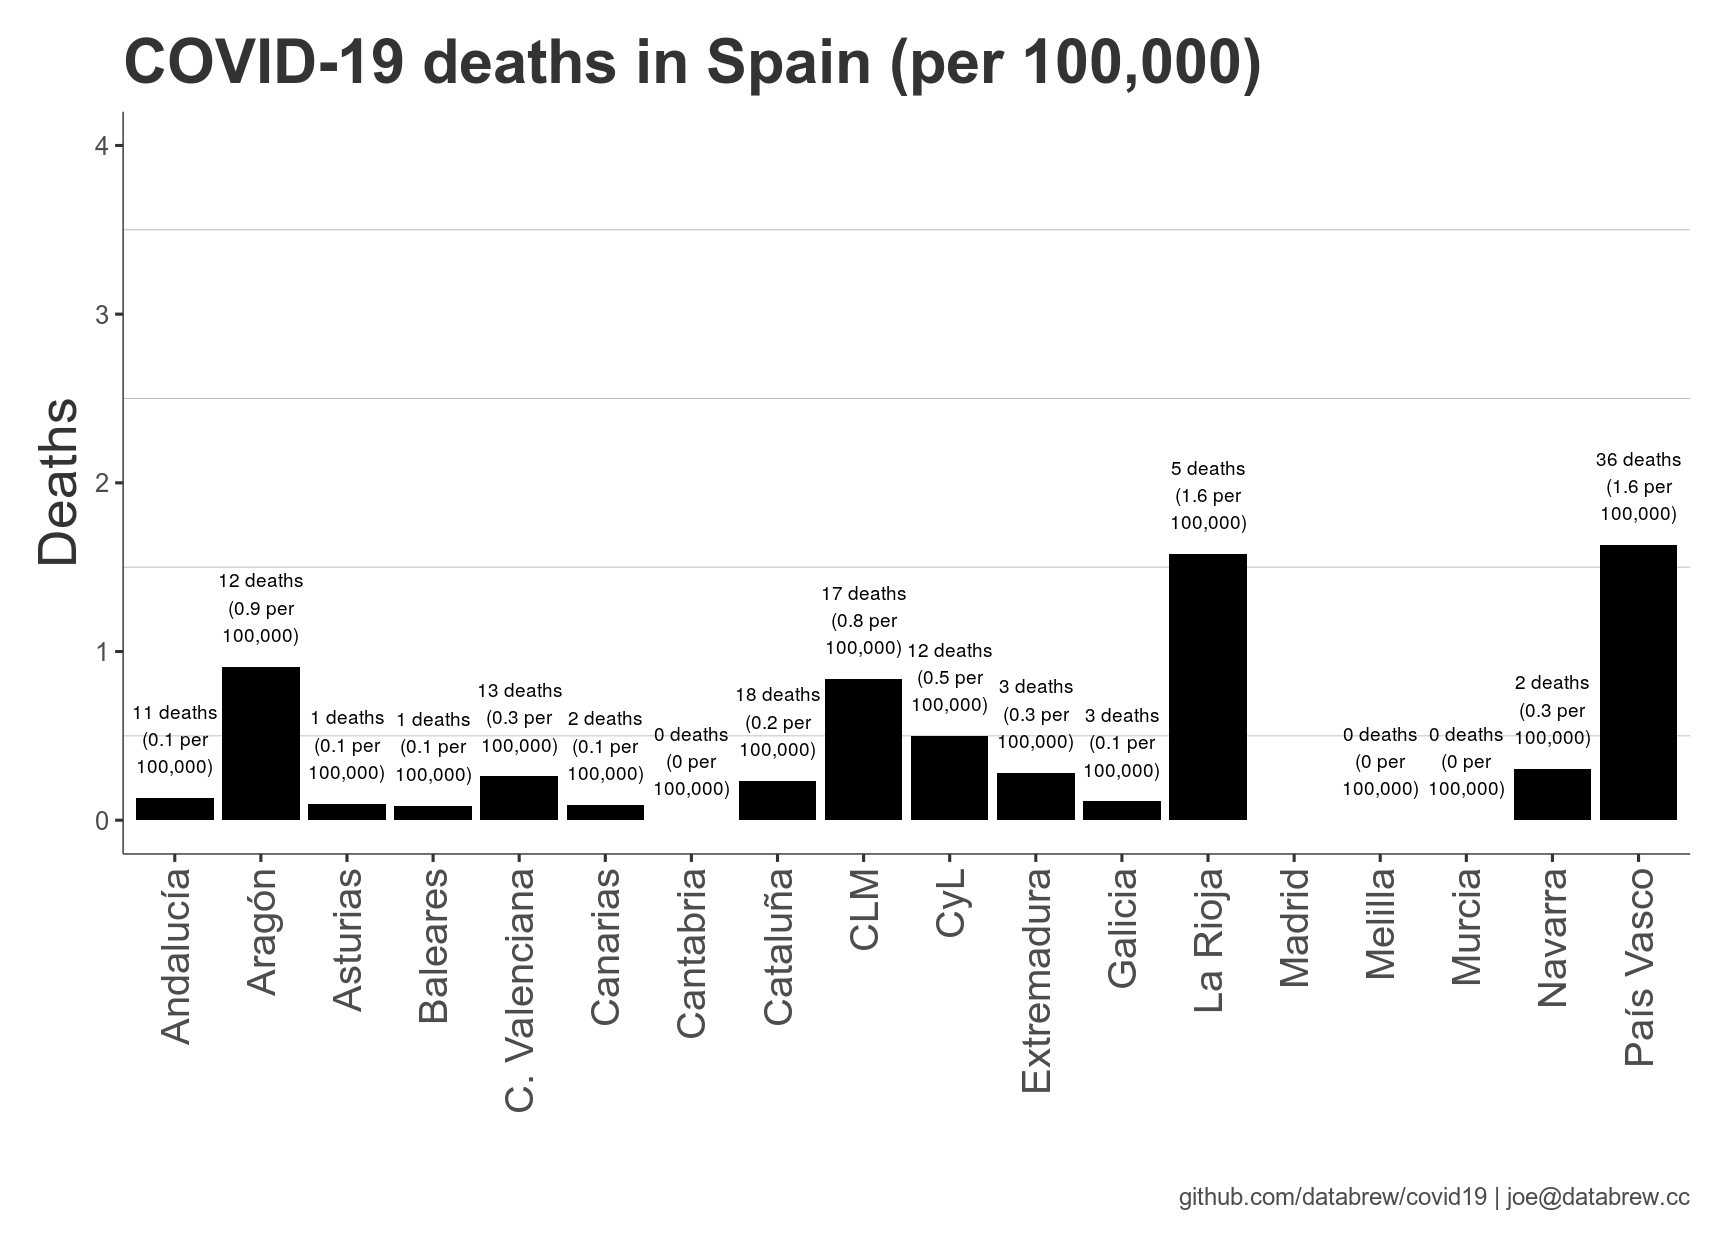 COVID-19 deaths in Spain (per 100,000)
Deaths
4
3
2
1
0
11 deaths
(0.1 per
100,000)
12 deaths
(0.9 per
100,000)
1 deaths
(0.1 per
100,000)
1 deaths
(0.1 per
100,000)
13 deaths
(0.3 per
100,000)
2 deaths
(0.1 per
100,000)
0 deaths
(0 per
100,000)
18 deaths
(0.2 per
100,000)
17 deaths
(0.8 per
100,000)
12 deaths
(0.5 per
100,000)
3 deaths
(0.3 per
100,000)
3 deaths
(0.1 per
100,000)
5 deaths
(1.6 per
100,000)
0 deaths
(0 per
100,000)
0 deaths
(0 per
100,000)
2 deaths
(0.3 per
100,000)
36 deaths
(1.6 per
100,000)
Andalucía
Aragón
Asturias
Baleares
C. Valenciana
Canarias
Cantabria
Cataluña
CLM
CyL
Extremadura
Galicia
La Rioja
Madrid
Melilla
Murcia
Navarra
País Vasco
github.com/databrew/covid19 | joe@databrew.cc